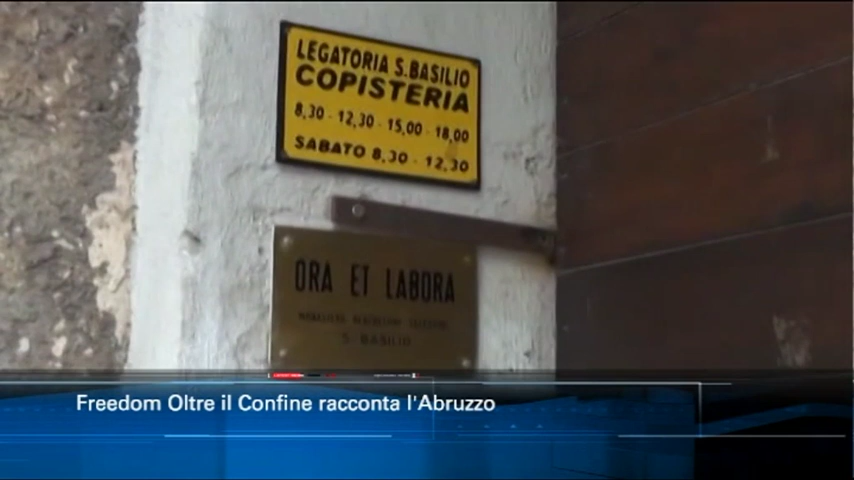 LEGATORIA S.BASILIO
COPISTERIA
8,30 - 12,30 - 15,00 - 18,00
SABATO 8,30 - 12,30
ORA ET LABORA
S. BASILIO
Freedom Oltre il Confine racconta l'Abruzzo